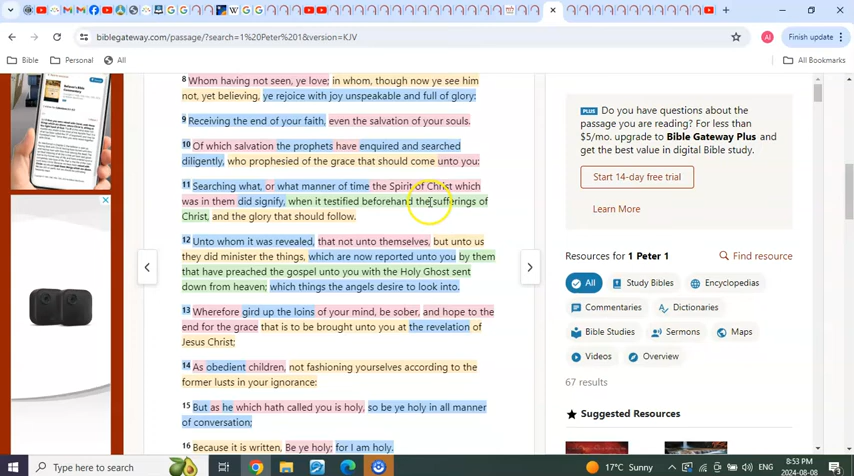 Finish update
biblegateway.com/passage/?search=1%20Peter%201&version=KJV
AI
Bible
Personal
All
All Bookmarks
8 Whom having not seen, ye love; in whom, though now ye see him
not, yet believing, ye rejoice with joy unspeakable and full of glory:
9 Receiving the end of your faith, even the salvation of your souls.
10 Of which salvation the prophets have enquired and searched
diligently, who prophesied of the grace that should come unto you:
11 Searching what, or what manner of time the Spirit of Christ which
was in them did signify, when it testified beforehand the sufferings of
Christ, and the glory that should follow.
12 Unto whom it was revealed, that not unto themselves, but unto us
they did minister the things, which are now reported unto you by them
that have preached the gospel unto you with the Holy Ghost sent
down from heaven; which things the angels desire to look into.
13 Wherefore gird up the loins of your mind, be sober, and hope to the
end for the grace that is to be brought unto you at the revelation of
Jesus Christ;
14 As obedient children, not fashioning yourselves according to the
former lusts in your ignorance:
15 But as he which hath called you is holy, so be ye holy in all manner
of conversation;
16 Because it is written, Be ye holy; for I am holy.
PLUS Do you have questions about the
passage you are reading? For less than
$5/mo. upgrade to Bible Gateway Plus and
get the best value in digital Bible study.
Start 14-day free trial
Learn More
Resources for 1 Peter 1
Find resource
All
Study Bibles
Encyclopedias
Commentaries
Dictionaries
Bible Studies
Sermons
Maps
Videos
Overview
67 results
Suggested Resources
Type here to search
17°C Sunny
ENG
8:53 PM
2024-08-08
3